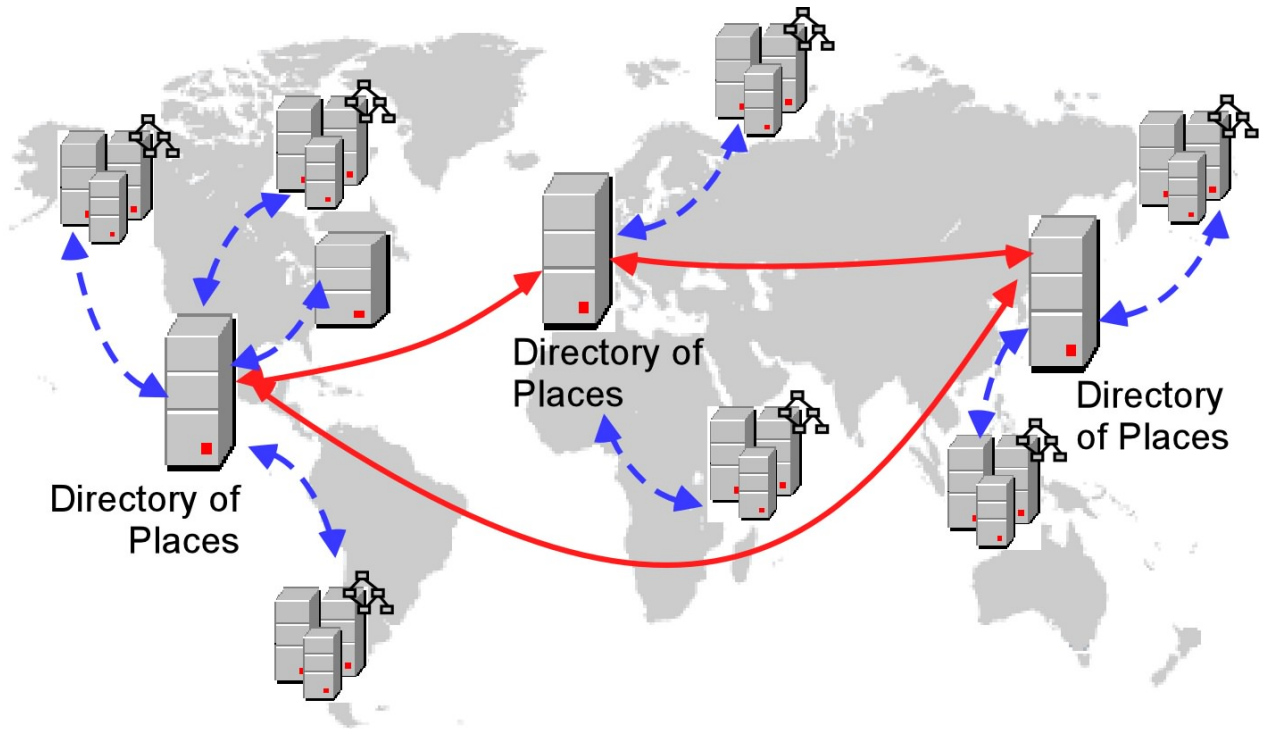 Directory of
Places
Directory of
Places
Directory
of Places